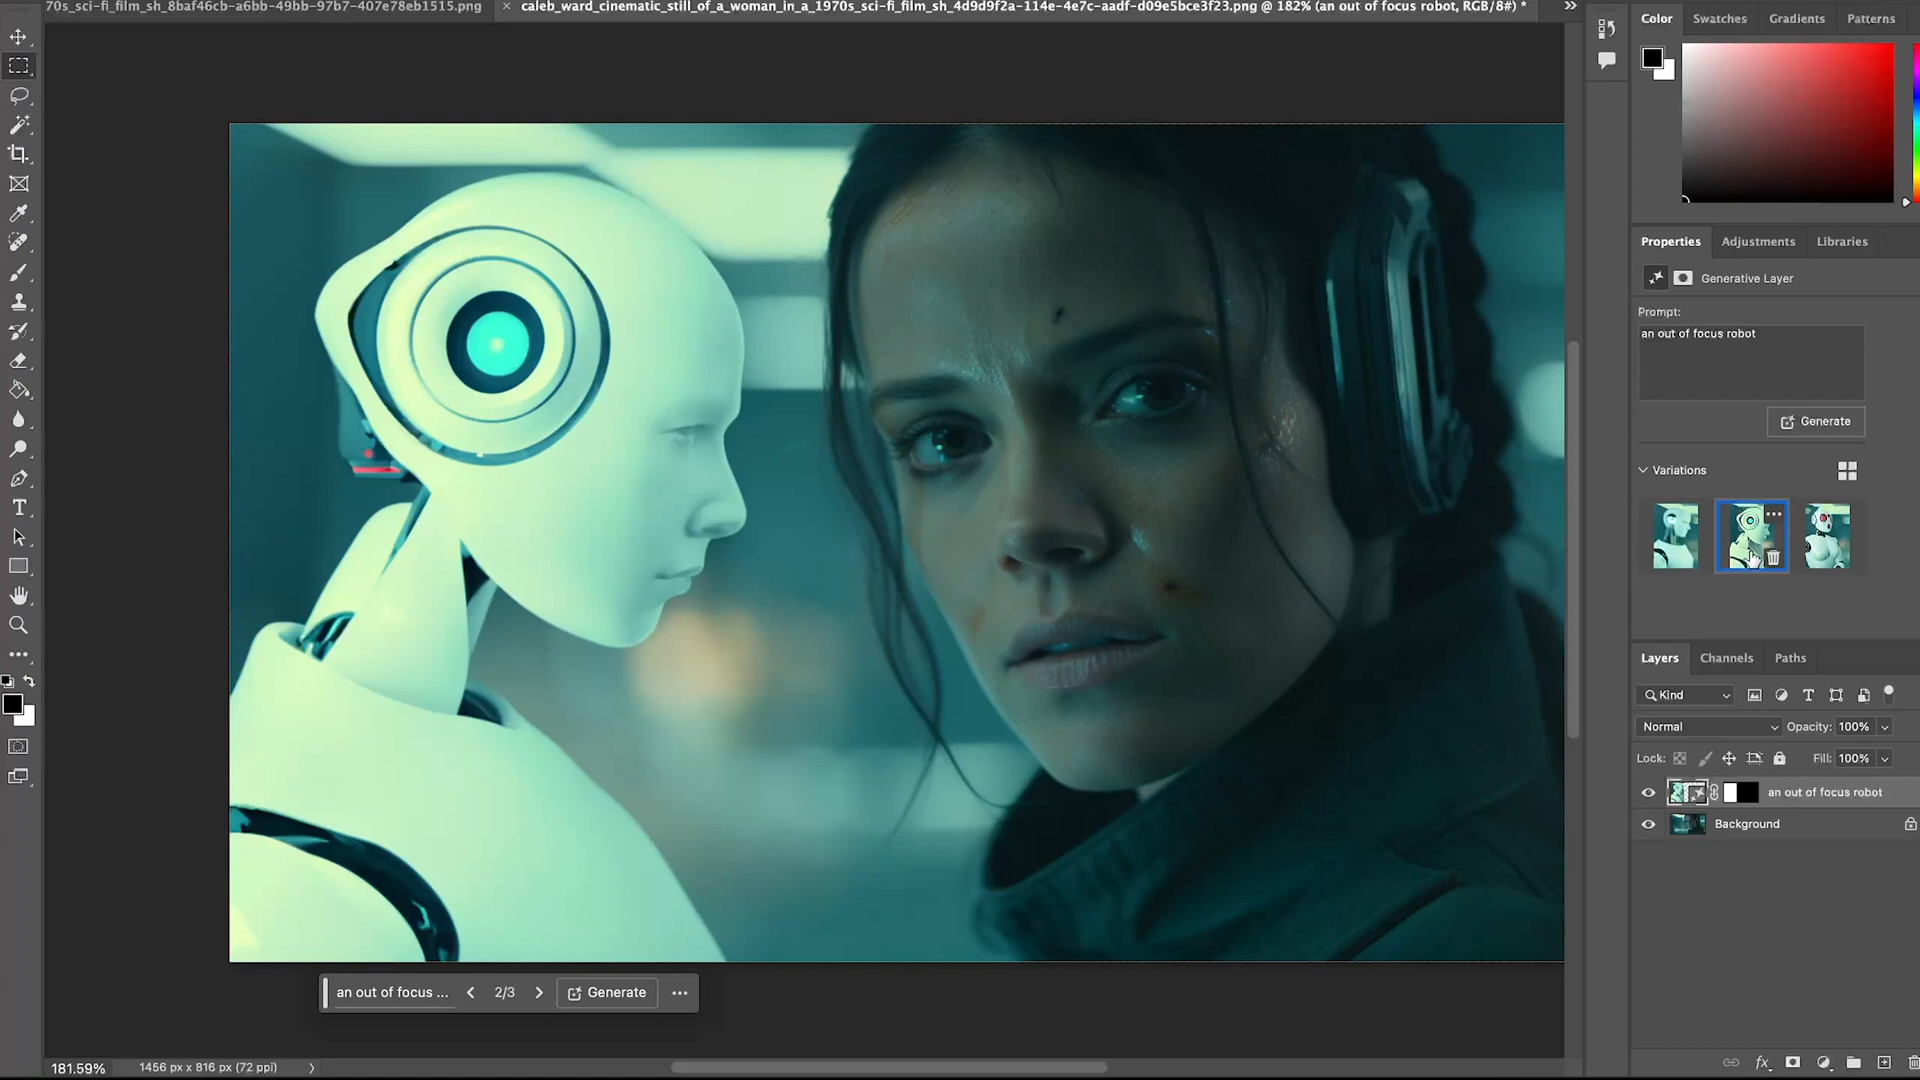 70s_sci-fi_film_sh_8baf46cb-a6bb-49bb-97b7-407e78eb1515.png
× caleb_ward_cinematic_still_of_a_woman_in_a_1970s_sci-fi_film_sh_4d9d9f2a-114e-4e7c-aadf-d09e5bce3f23.png @ 182% (an out of focus robot, RGB/8#) *
Color Swatches Gradients Patterns
Properties Adjustments Libraries
Generative Layer
Prompt:
an out of focus robot
Generate
Variations
Layers Channels Paths
Kind
Normal Opacity: 100%
Lock: Fill: 100%
an out of focus robot
Background
an out of focus ... 2/3 Generate ...
181.59% 1456 px x 816 px (72 ppi)
fx